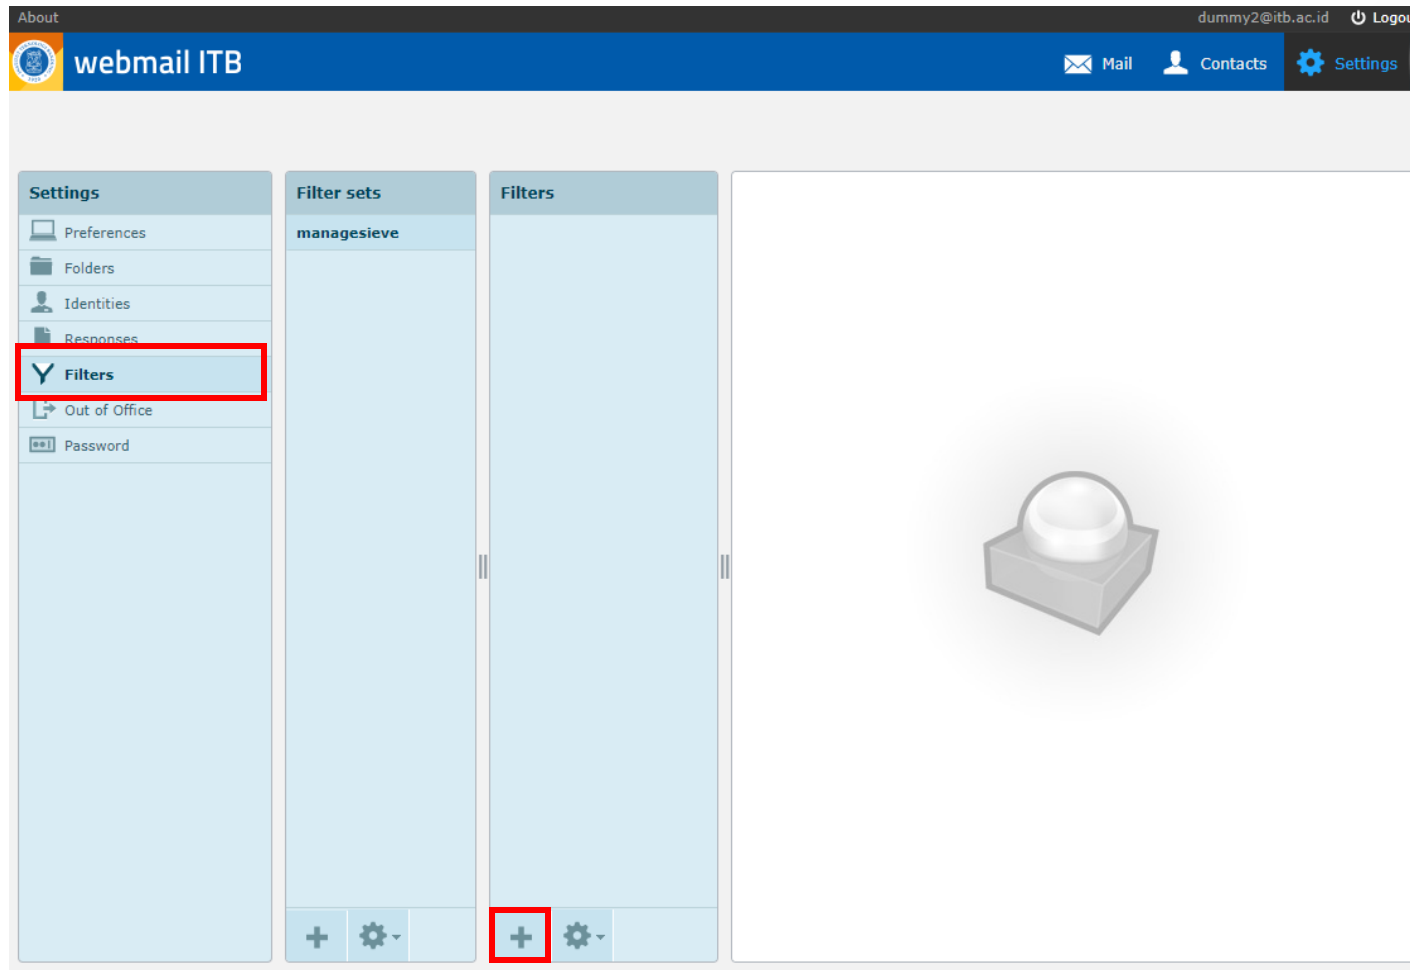 About
dummy2@itb.ac.id
webmail ITB
Mail
Contacts
Settings
Settings
Preferences
Folders
Identities
Responses
Filters
Out of Office
Password
Filter sets
managesieve
Filters